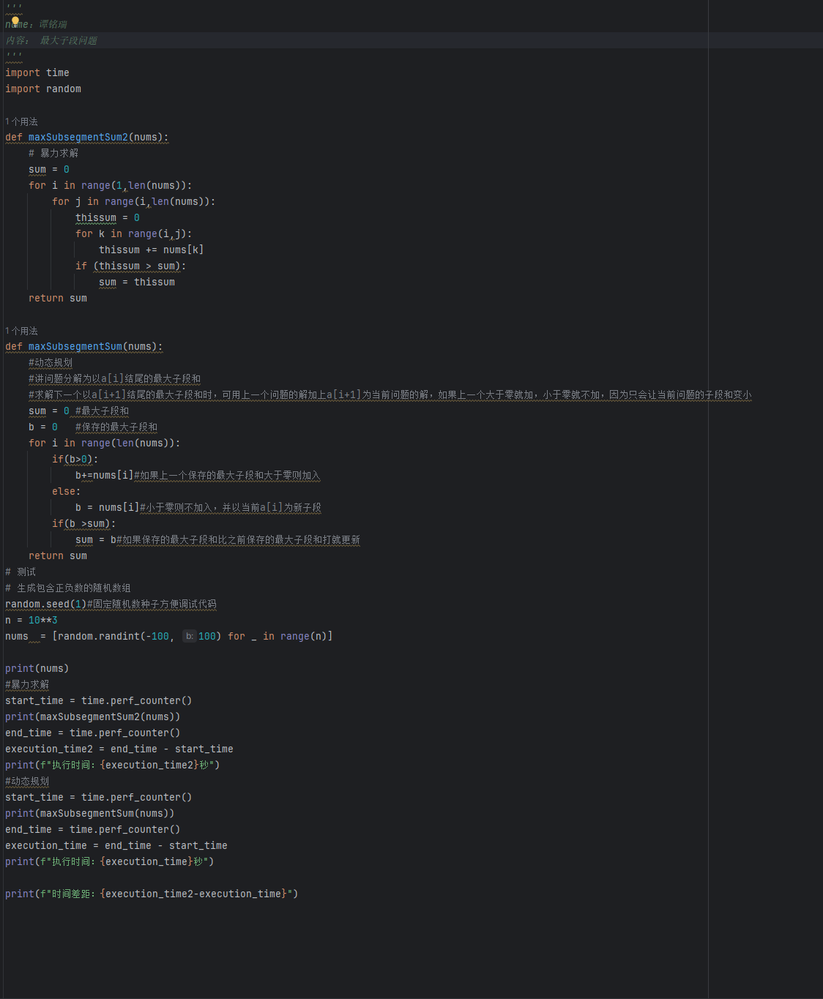 '''
name：谭铭瑞
内容： 最大子段问题
'''
import time
import random
1个用法
def maxSubsegmentSum2(nums):
    # 暴力求解
    sum = 0
    for i in range(1,len(nums)):
        for j in range(i,len(nums)):
            thissum = 0
            for k in range(i,j):
                thissum += nums[k]
            if (thissum > sum):
                sum = thissum
    return sum
1个用法
def maxSubsegmentSum(nums):
    #动态规划
    #讲问题分解为以a[i]结尾的最大子段和
    #求解下一个以a[i+1]结尾的最大子段和时，可用上一个问题的解加上a[i+1]为当前问题的解，如果上一个大于零就加，小于零就不加，因为只会让当前问题的子段和变小
    sum = 0 #最大子段和
    b = 0   #保存的最大子段和
    for i in range(len(nums)):
        if(b>0):
            b+=nums[i]#如果上一个保存的最大子段和大于零则加入
        else:
            b = nums[i]#小于零则不加入，并以当前a[i]为新子段
        if(b >sum):
            sum = b#如果保存的最大子段和比之前保存的最大子段和打就更新
    return sum
# 测试
# 生成包含正负数的随机数组
random.seed(1)#固定随机数种子方便调试代码
n = 10**3
nums  = [random.randint(-100, b:100) for _ in range(n)]
print(nums)
#暴力求解
start_time = time.perf_counter()
print(maxSubsegmentSum2(nums))
end_time = time.perf_counter()
execution_time2 = end_time - start_time
print(f"执行时间：{execution_time2}秒")
#动态规划
start_time = time.perf_counter()
print(maxSubsegmentSum(nums))
end_time = time.perf_counter()
execution_time = end_time - start_time
print(f"执行时间：{execution_time}秒")
print(f"时间差距：{execution_time2-execution_time}")